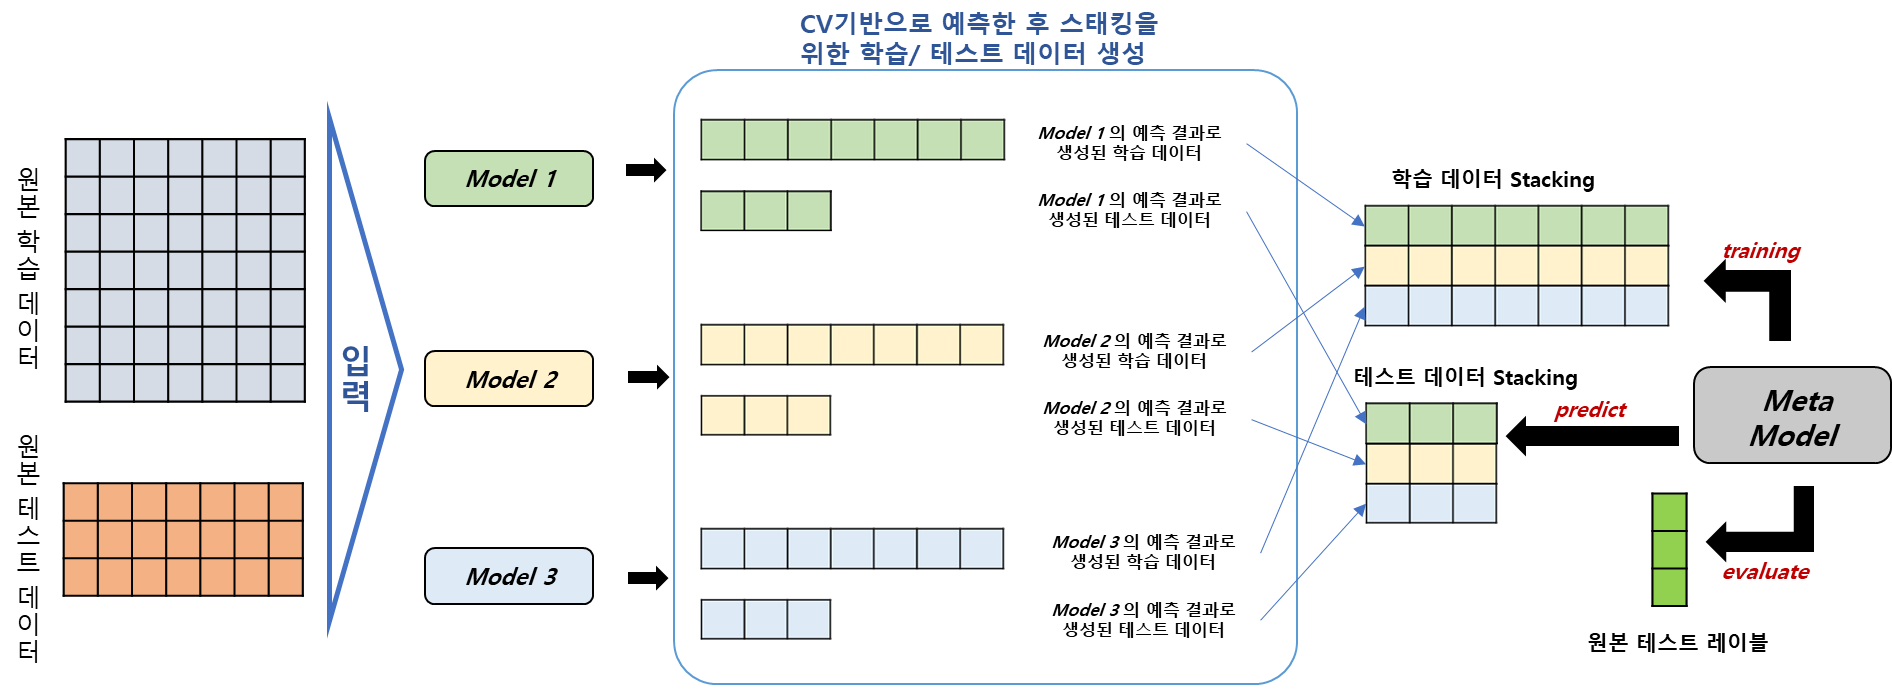 CV기반으로 예측한 후 스태킹을
위한 학습/ 테스트 데이터 생성
원본 학습 데이터
원본 테스트 데이터
입력
Model 1
Model 2
Model 3
Model 1 의 예측 결과로
생성된 학습 데이터
Model 1 의 예측 결과로
생성된 테스트 데이터
Model 2 의 예측 결과로
생성된 학습 데이터
Model 2 의 예측 결과로
생성된 테스트 데이터
Model 3 의 예측 결과로
생성된 학습 데이터
Model 3 의 예측 결과로
생성된 테스트 데이터
학습 데이터 Stacking
테스트 데이터 Stacking
training
predict
Meta
Model
evaluate
원본 테스트 레이블